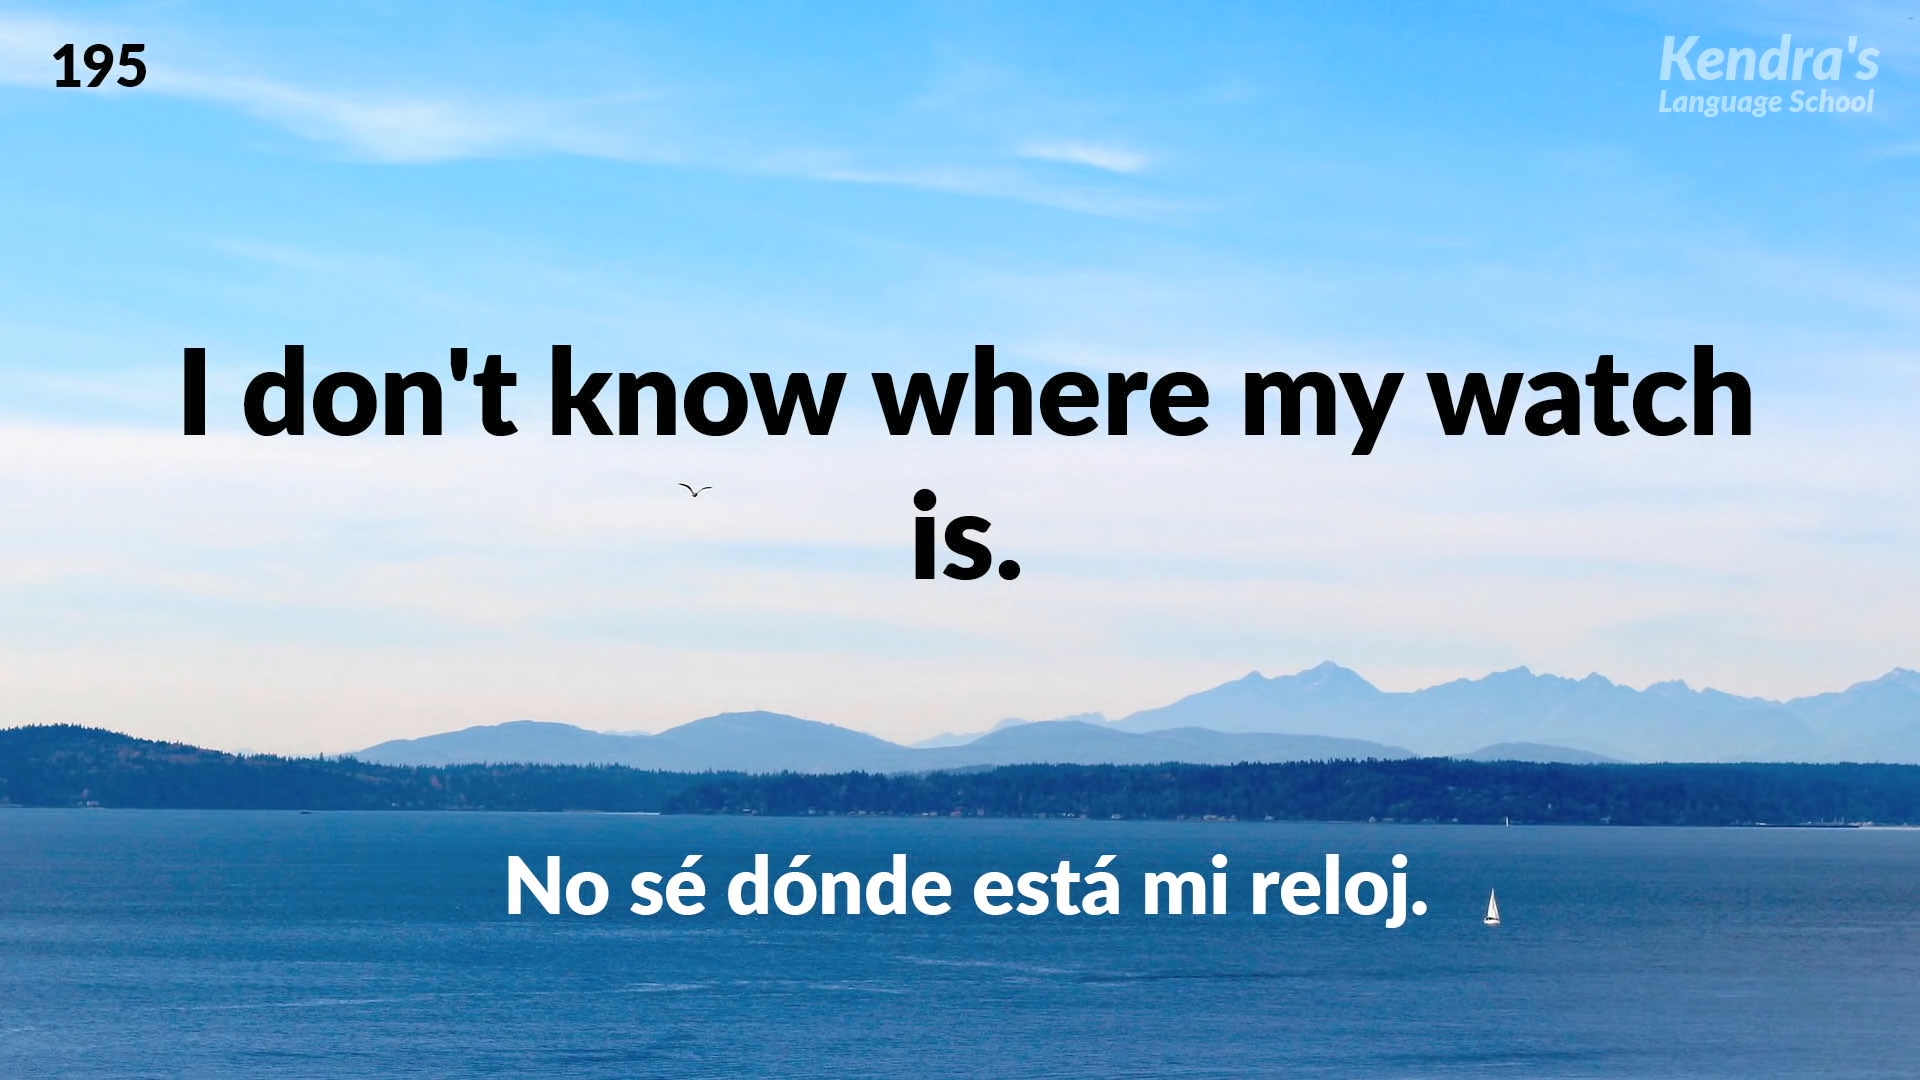 195
Kendra's
Language School
I don't know where my watch
is.
No sé dónde está mi reloj.